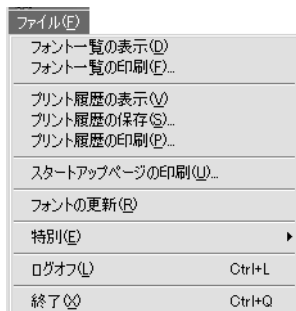 ファイル(F)
フォント一覧の表示(D)
フォント一覧の印刷(F)...
プリント履歴の表示(V)
プリント履歴の保存(S)...
プリント履歴の印刷(P)...
スタートアップページの印刷(U)...
フォントの更新(R)
特別(E)
ログオフ(L) Ctrl+L
終了(X) Ctrl+Q